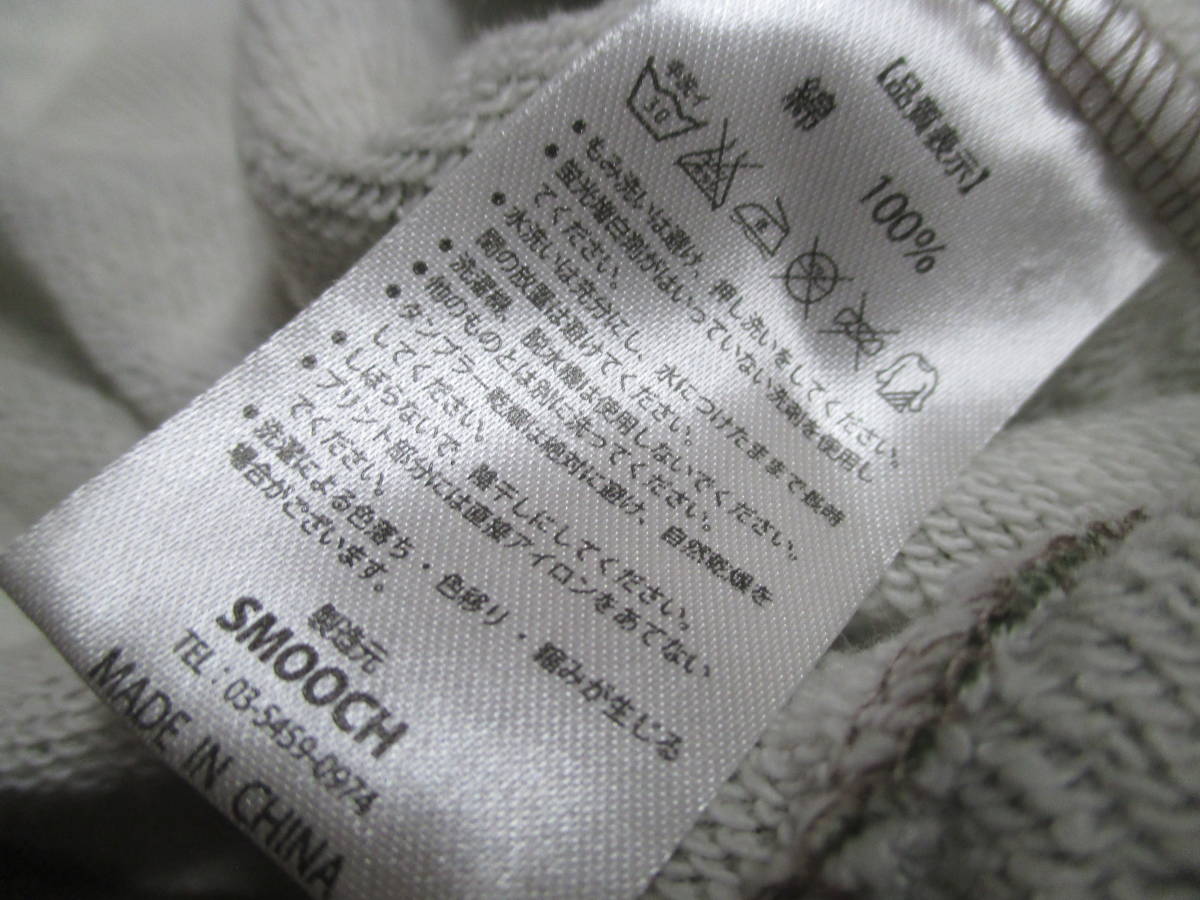 【品質表示】
綿 100%
・もみ洗いは避け、押し洗いをしてください。
・蛍光増白剤がはいっていない洗剤を使用し
てください。
・水洗いは充分にし、水につけたままで長時
間の放置は避けてください。
・洗濯機、脱水機は使用しないでください。
・他のものとは別に洗ってください。
・タンブラー乾燥は絶対に避け、自然乾燥を
してください。
・しぼらないで、陰干しにしてください。
・プリント部分には直接アイロンをあてない
でください。
・洗濯による色落ち・色移り・縮みが生じる
場合がございます。
製造元
SMOOCH
TEL：03-5459-0974
MADE IN CHINA